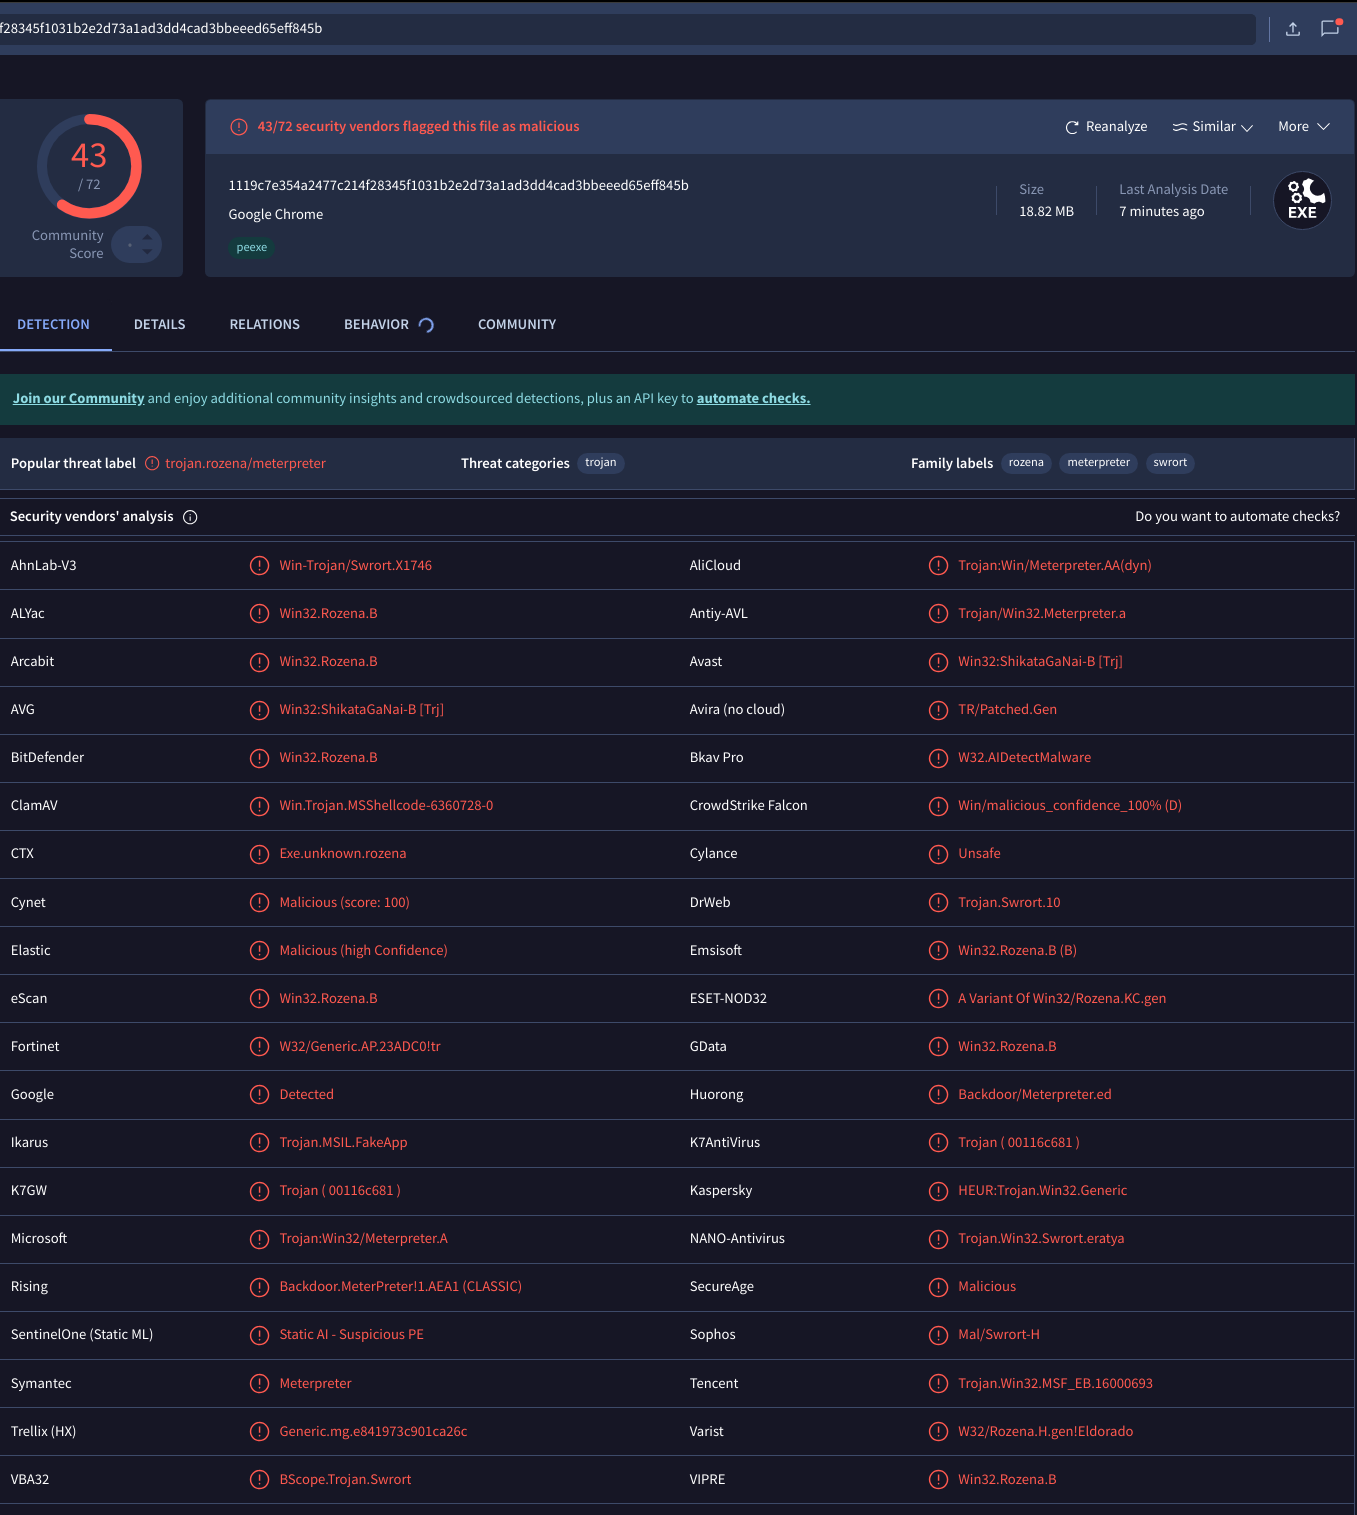 f28345f1031b2e2d73a1ad3dd4cad3bbeeed65eff845b
43
/ 72
Community
Score
43/72 security vendors flagged this file as malicious
Reanalyze
Similar
More
1119c7e354a2477c214f28345f1031b2e2d73a1ad3dd4cad3bbeeed65eff845b
Google Chrome
peexe
Size
18.82 MB
Last Analysis Date
7 minutes ago
EXE
DETECTION DETAILS RELATIONS BEHAVIOR COMMUNITY
Join our Community and enjoy additional community insights and crowdsourced detections, plus an API key to automate checks.
Popular threat label trojan.rozena/meterpreter Threat categories trojan Family labels rozena meterpreter swrort
Security vendors' analysis Do you want to automate checks?
AhnLab-V3 Win-Trojan/Swrort.X1746 AliCloud Trojan:Win/Meterpreter.AA(dyn)
ALYac Win32.Rozena.B Antiy-AVL Trojan/Win32.Meterpreter.a
Arcabit Win32.Rozena.B Avast Win32:ShikataGaNai-B [Trj]
AVG Win32:ShikataGaNai-B [Trj] Avira (no cloud) TR/Patched.Gen
BitDefender Win32.Rozena.B Bkav Pro W32.AIDetectMalware
ClamAV Win.Trojan.MSShellcode-6360728-0 CrowdStrike Falcon Win/malicious_confidence_100% (D)
CTX Exe.unknown.rozena Cylance Unsafe
Cynet Malicious (score: 100) DrWeb Trojan.Swrort.10
Elastic Malicious (high Confidence) Emsisoft Win32.Rozena.B (B)
eScan Win32.Rozena.B ESET-NOD32 A Variant Of Win32/Rozena.KC.gen
Fortinet W32/Generic.AP.23ADC0!tr GData Win32.Rozena.B
Google Detected Huorong Backdoor/Meterpreter.ed
Ikarus Trojan.MSIL.FakeApp K7AntiVirus Trojan ( 00116c681 )
K7GW Trojan ( 00116c681 ) Kaspersky HEUR:Trojan.Win32.Generic
Microsoft Trojan:Win32/Meterpreter.A NANO-Antivirus Trojan.Win32.Swrort.eratya
Rising Backdoor.MeterPreter!1.AEA1 (CLASSIC) SecureAge Malicious
SentinelOne (Static ML) Static AI - Suspicious PE Sophos Mal/Swrort-H
Symantec Meterpreter Tencent Trojan.Win32.MSF_EB.16000693
Trellix (HX) Generic.mg.e841973c901ca26c Varist W32/Rozena.H.gen!Eldorado
VBA32 BScope.Trojan.Swrort VIPRE Win32.Rozena.B